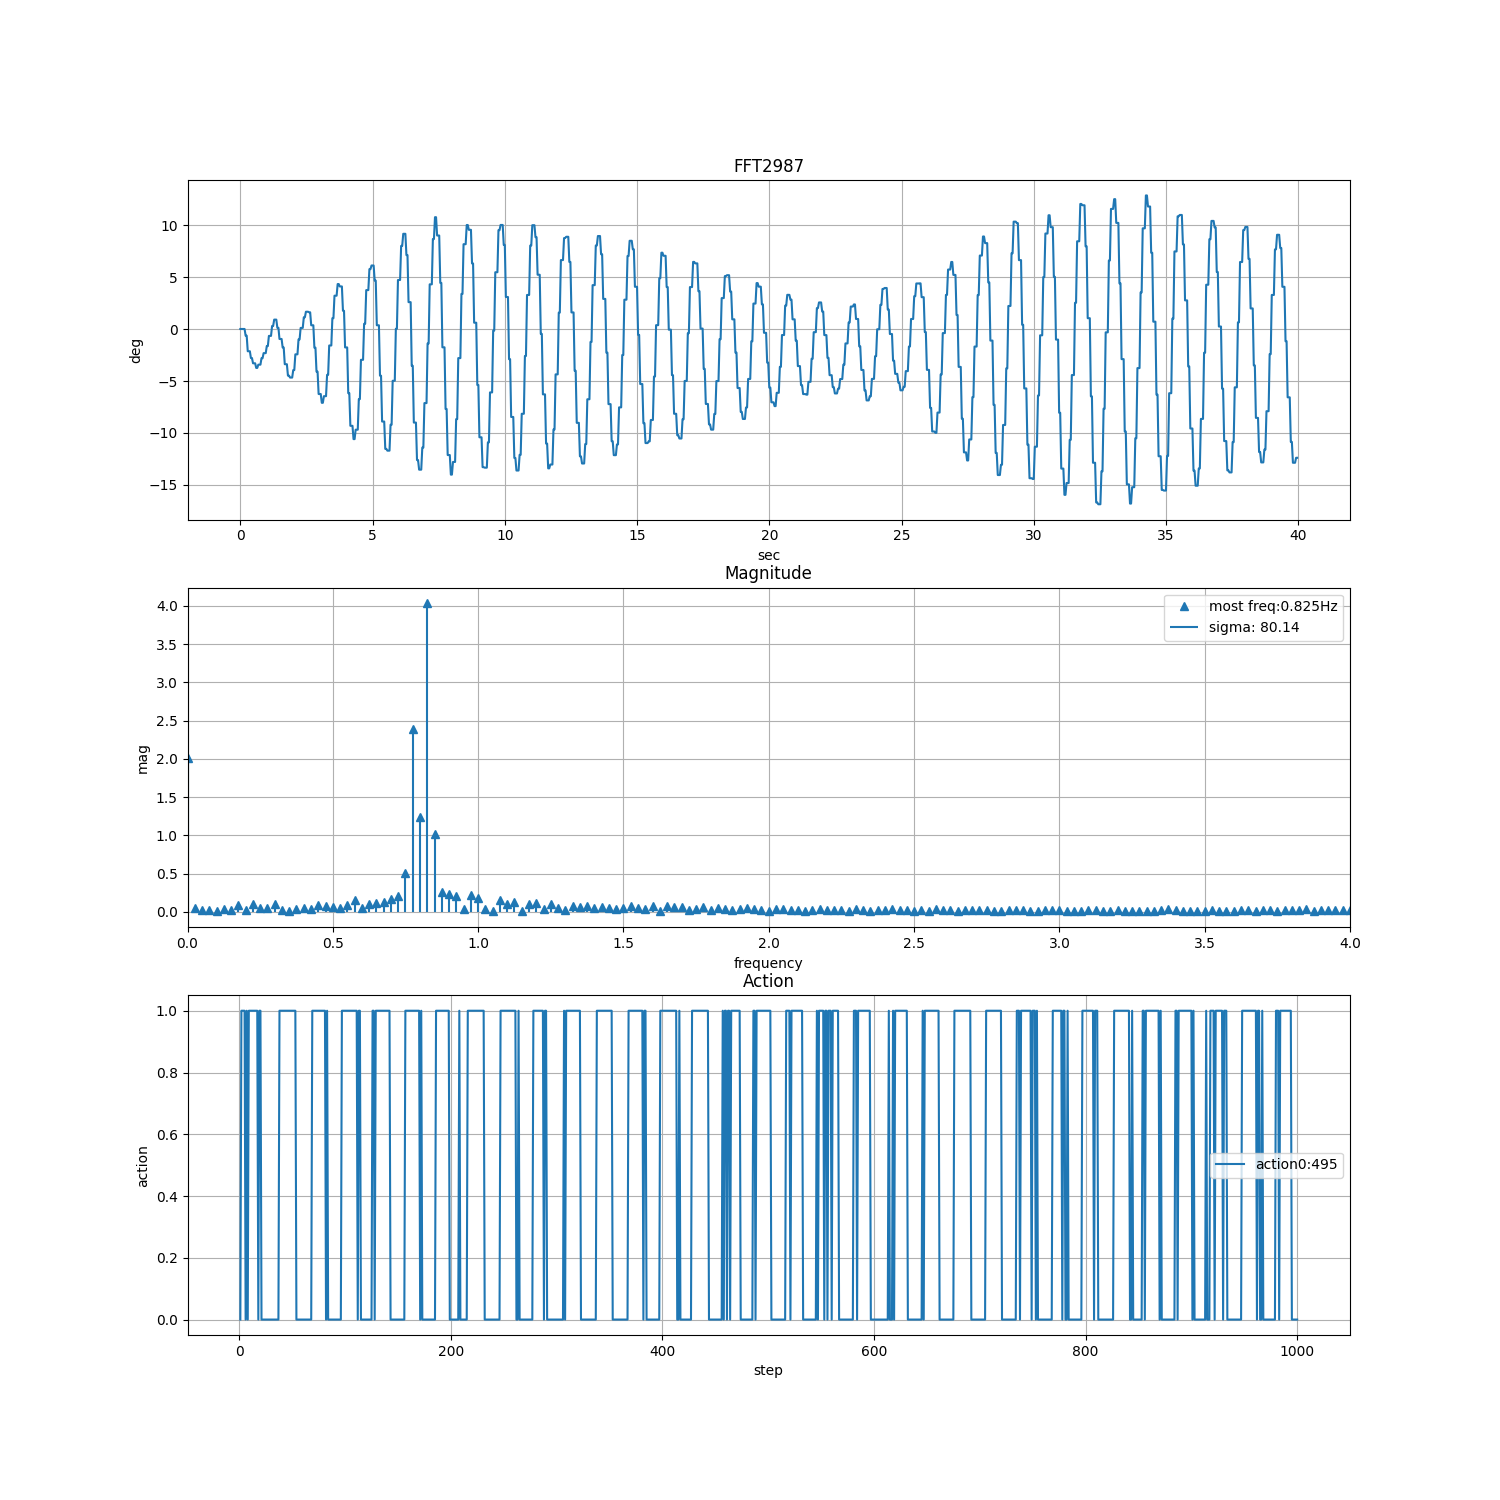 FFT2987
10
5
0
−5
−10
−15
deg
0 5 10 15 20 25 30 35 40
sec
Magnitude
4.0
3.5
3.0
2.5
2.0
1.5
1.0
0.5
0.0
mag
most freq:0.825Hz
sigma: 80.14
0.0 0.5 1.0 1.5 2.0 2.5 3.0 3.5 4.0
frequency
Action
1.0
0.8
0.6
0.4
0.2
0.0
action
action0:495
0 200 400 600 800 1000
step